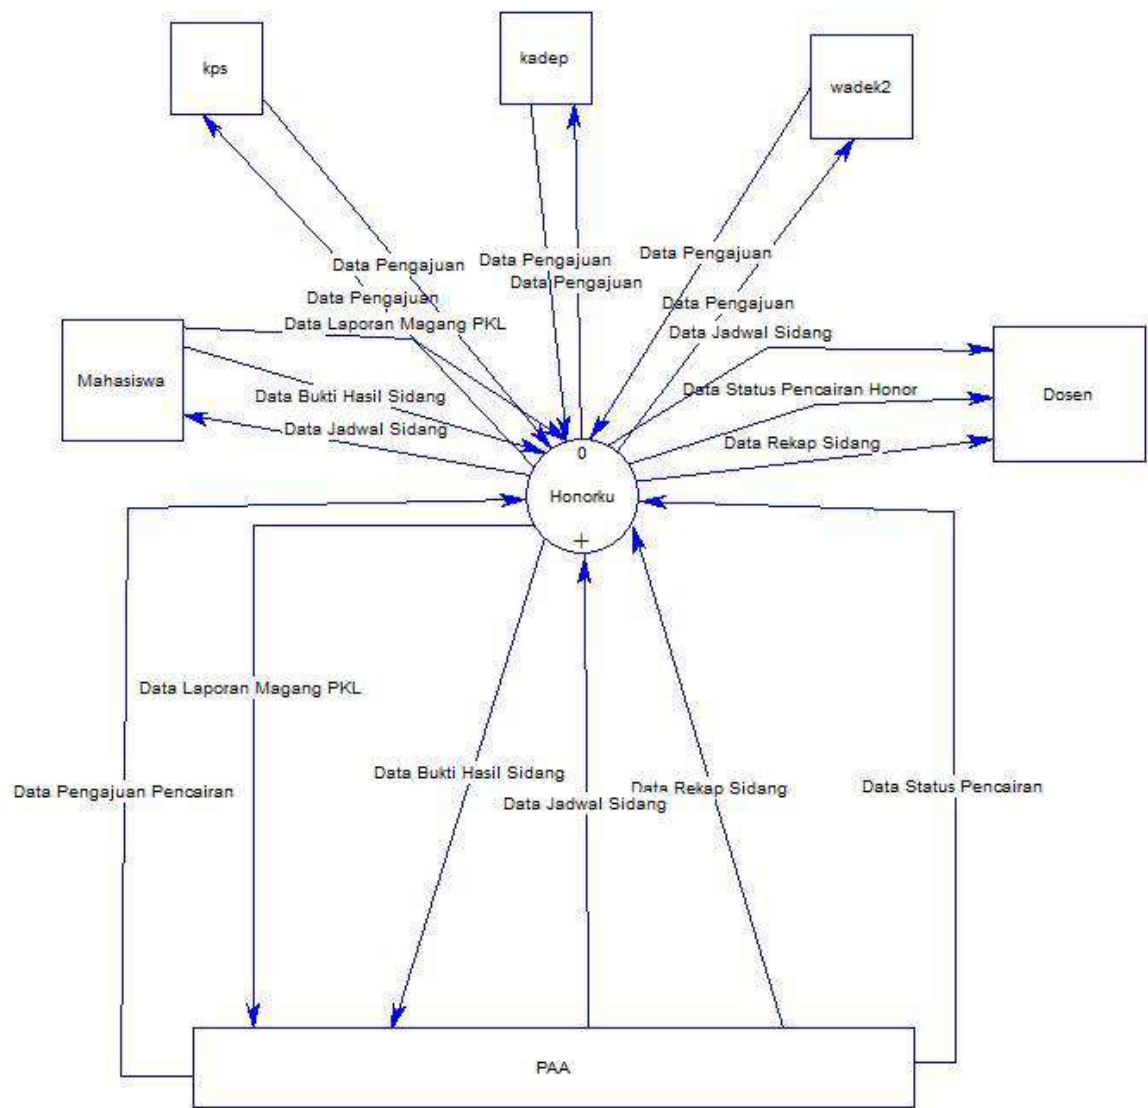 kps
kadep
wadek2
Data Pengajuan
Data Pengajuan
Data Pengajuan
Data Pengajuan
Data Pengajuan
Data Pengajuan
Data Laporan Magang PKL
Data Jadwal Sidang
Mahasiswa
Data Bukti Hasil Sidang
Data Status Pencairan Honor
Dosen
Data Jadwal Sidang
Data Rekap Sidang
0
Honorku
+
Data Laporan Magang PKL
Data Bukti Hasil Sidang
Data Rekap Sidang
Data Status Pencairan
Data Pengajuan Pencairan
Data Jadwal Sidang
PAA